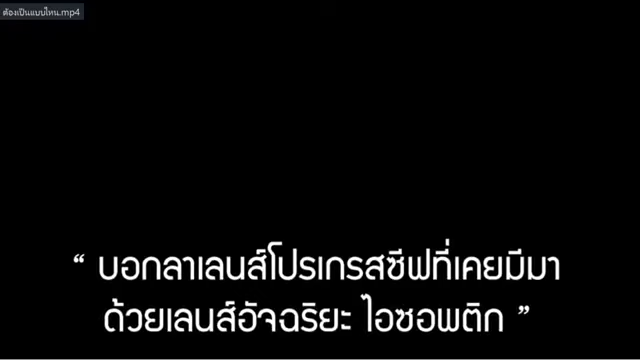 ต้องเป็นแบบไหน.mp4
“ บอกลาเลนส์โปรเกรสซีฟที่เคยมีมา
ด้วยเลนส์อัจฉริยะ ไอซอพติก ”